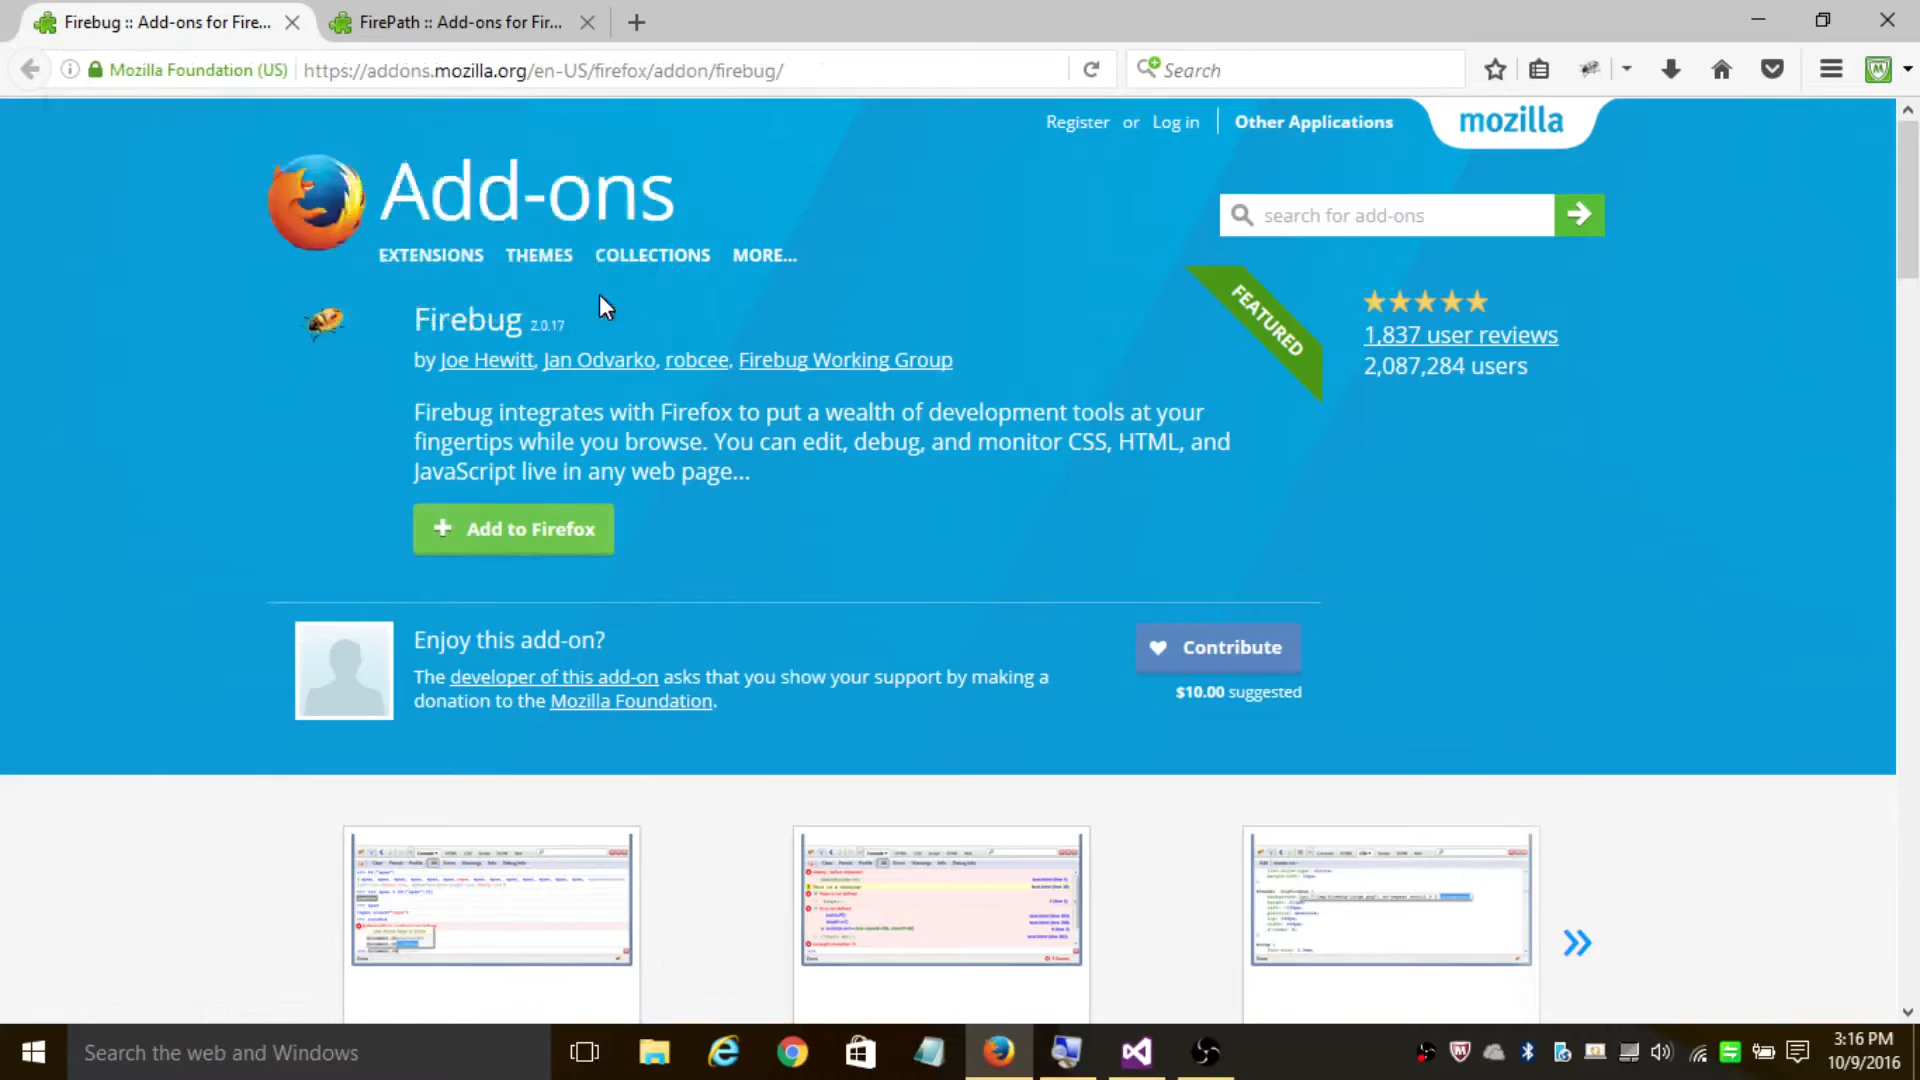 Firebug :: Add-ons for Fire...
FirePath :: Add-ons for Fir...
Mozilla Foundation (US)
https://addons.mozilla.org/en-US/firefox/addon/firebug/
Search
Register or Log in
Other Applications
mozilla
Add-ons
EXTENSIONS THEMES COLLECTIONS MORE...
search for add-ons
Firebug 2.0.17
by Joe Hewitt, Jan Odvarko, robcee, Firebug Working Group
FEATURED
1,837 user reviews
2,087,284 users
Firebug integrates with Firefox to put a wealth of development tools at your
fingertips while you browse. You can edit, debug, and monitor CSS, HTML, and
JavaScript live in any web page...
Add to Firefox
Enjoy this add-on?
The developer of this add-on asks that you show your support by making a
donation to the Mozilla Foundation.
Contribute
$10.00 suggested
Search the web and Windows
3:16 PM
10/9/2016